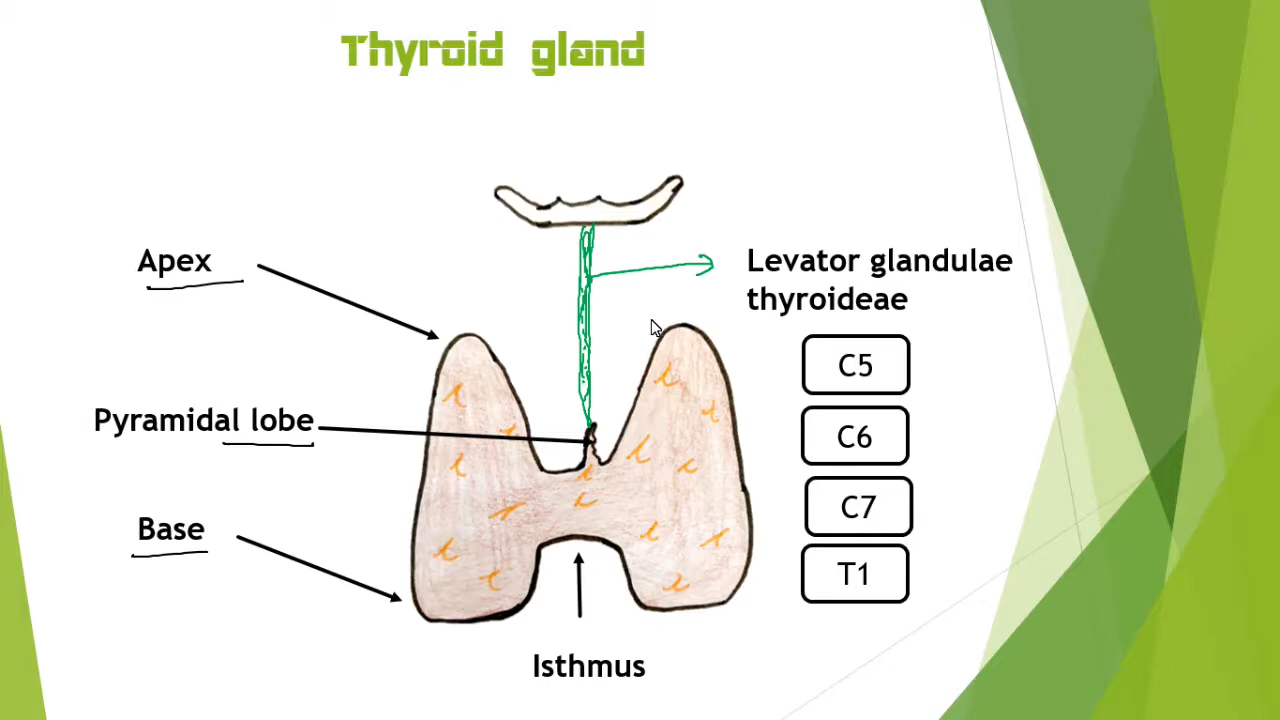 Thyroid gland
Apex
Levator glandulae
thyroideae
C5
Pyramidal lobe
C6
C7
Base
T1
Isthmus